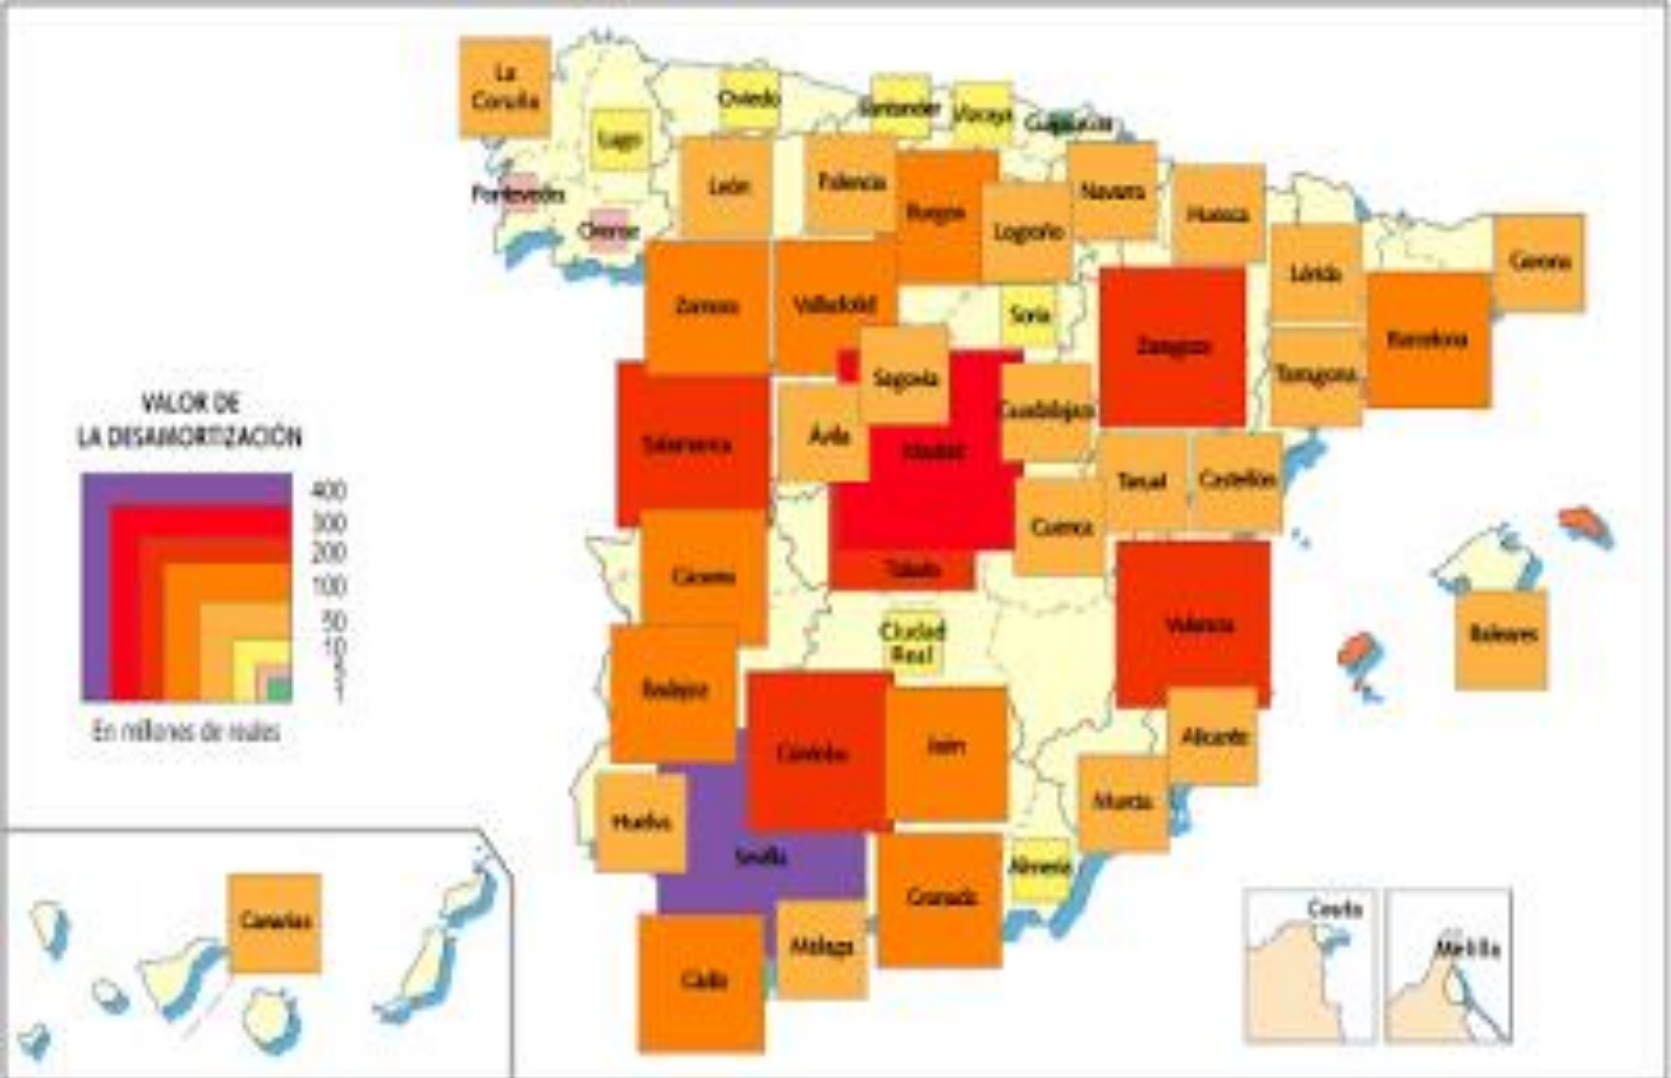 La
Coruña
Lugo
Oviedo
Santander
Vizcaya
Guipúzcoa
Pontevedra
Orense
León
Palencia
Burgos
Logroño
Navarra
Huesca
Lérida
Gerona
Zamora
Valladolid
Soria
Zaragoza
Barcelona
Tarragona
Segovia
Guadalajara
Salamanca
Ávila
Madrid
Teruel
Castellón
Cuenca
Cáceres
Toledo
Ciudad
Real
Valencia
Baleares
Badajoz
Córdoba
Jaén
Alicante
Murcia
Huelva
Sevilla
Almería
Granada
Málaga
Cádiz
Canarias
Ceuta
Melilla
VALOR DE
LA DESAMORTIZACIÓN
400
300
200
100
50
10
En millones de reales